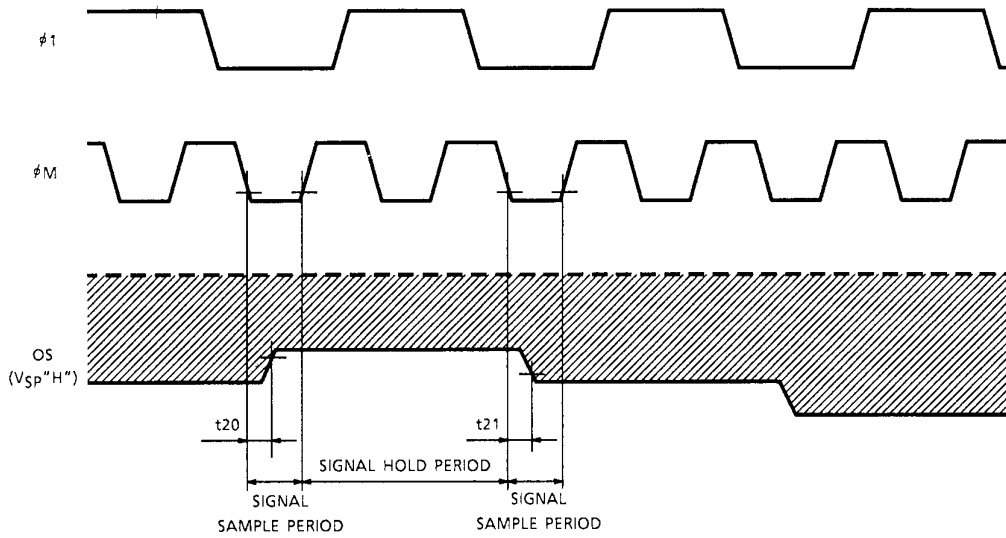 φ1
φM
OS
(VSP"H")
t20
t21
SIGNAL HOLD PERIOD
SIGNAL
SAMPLE PERIOD
SIGNAL
SAMPLE PERIOD